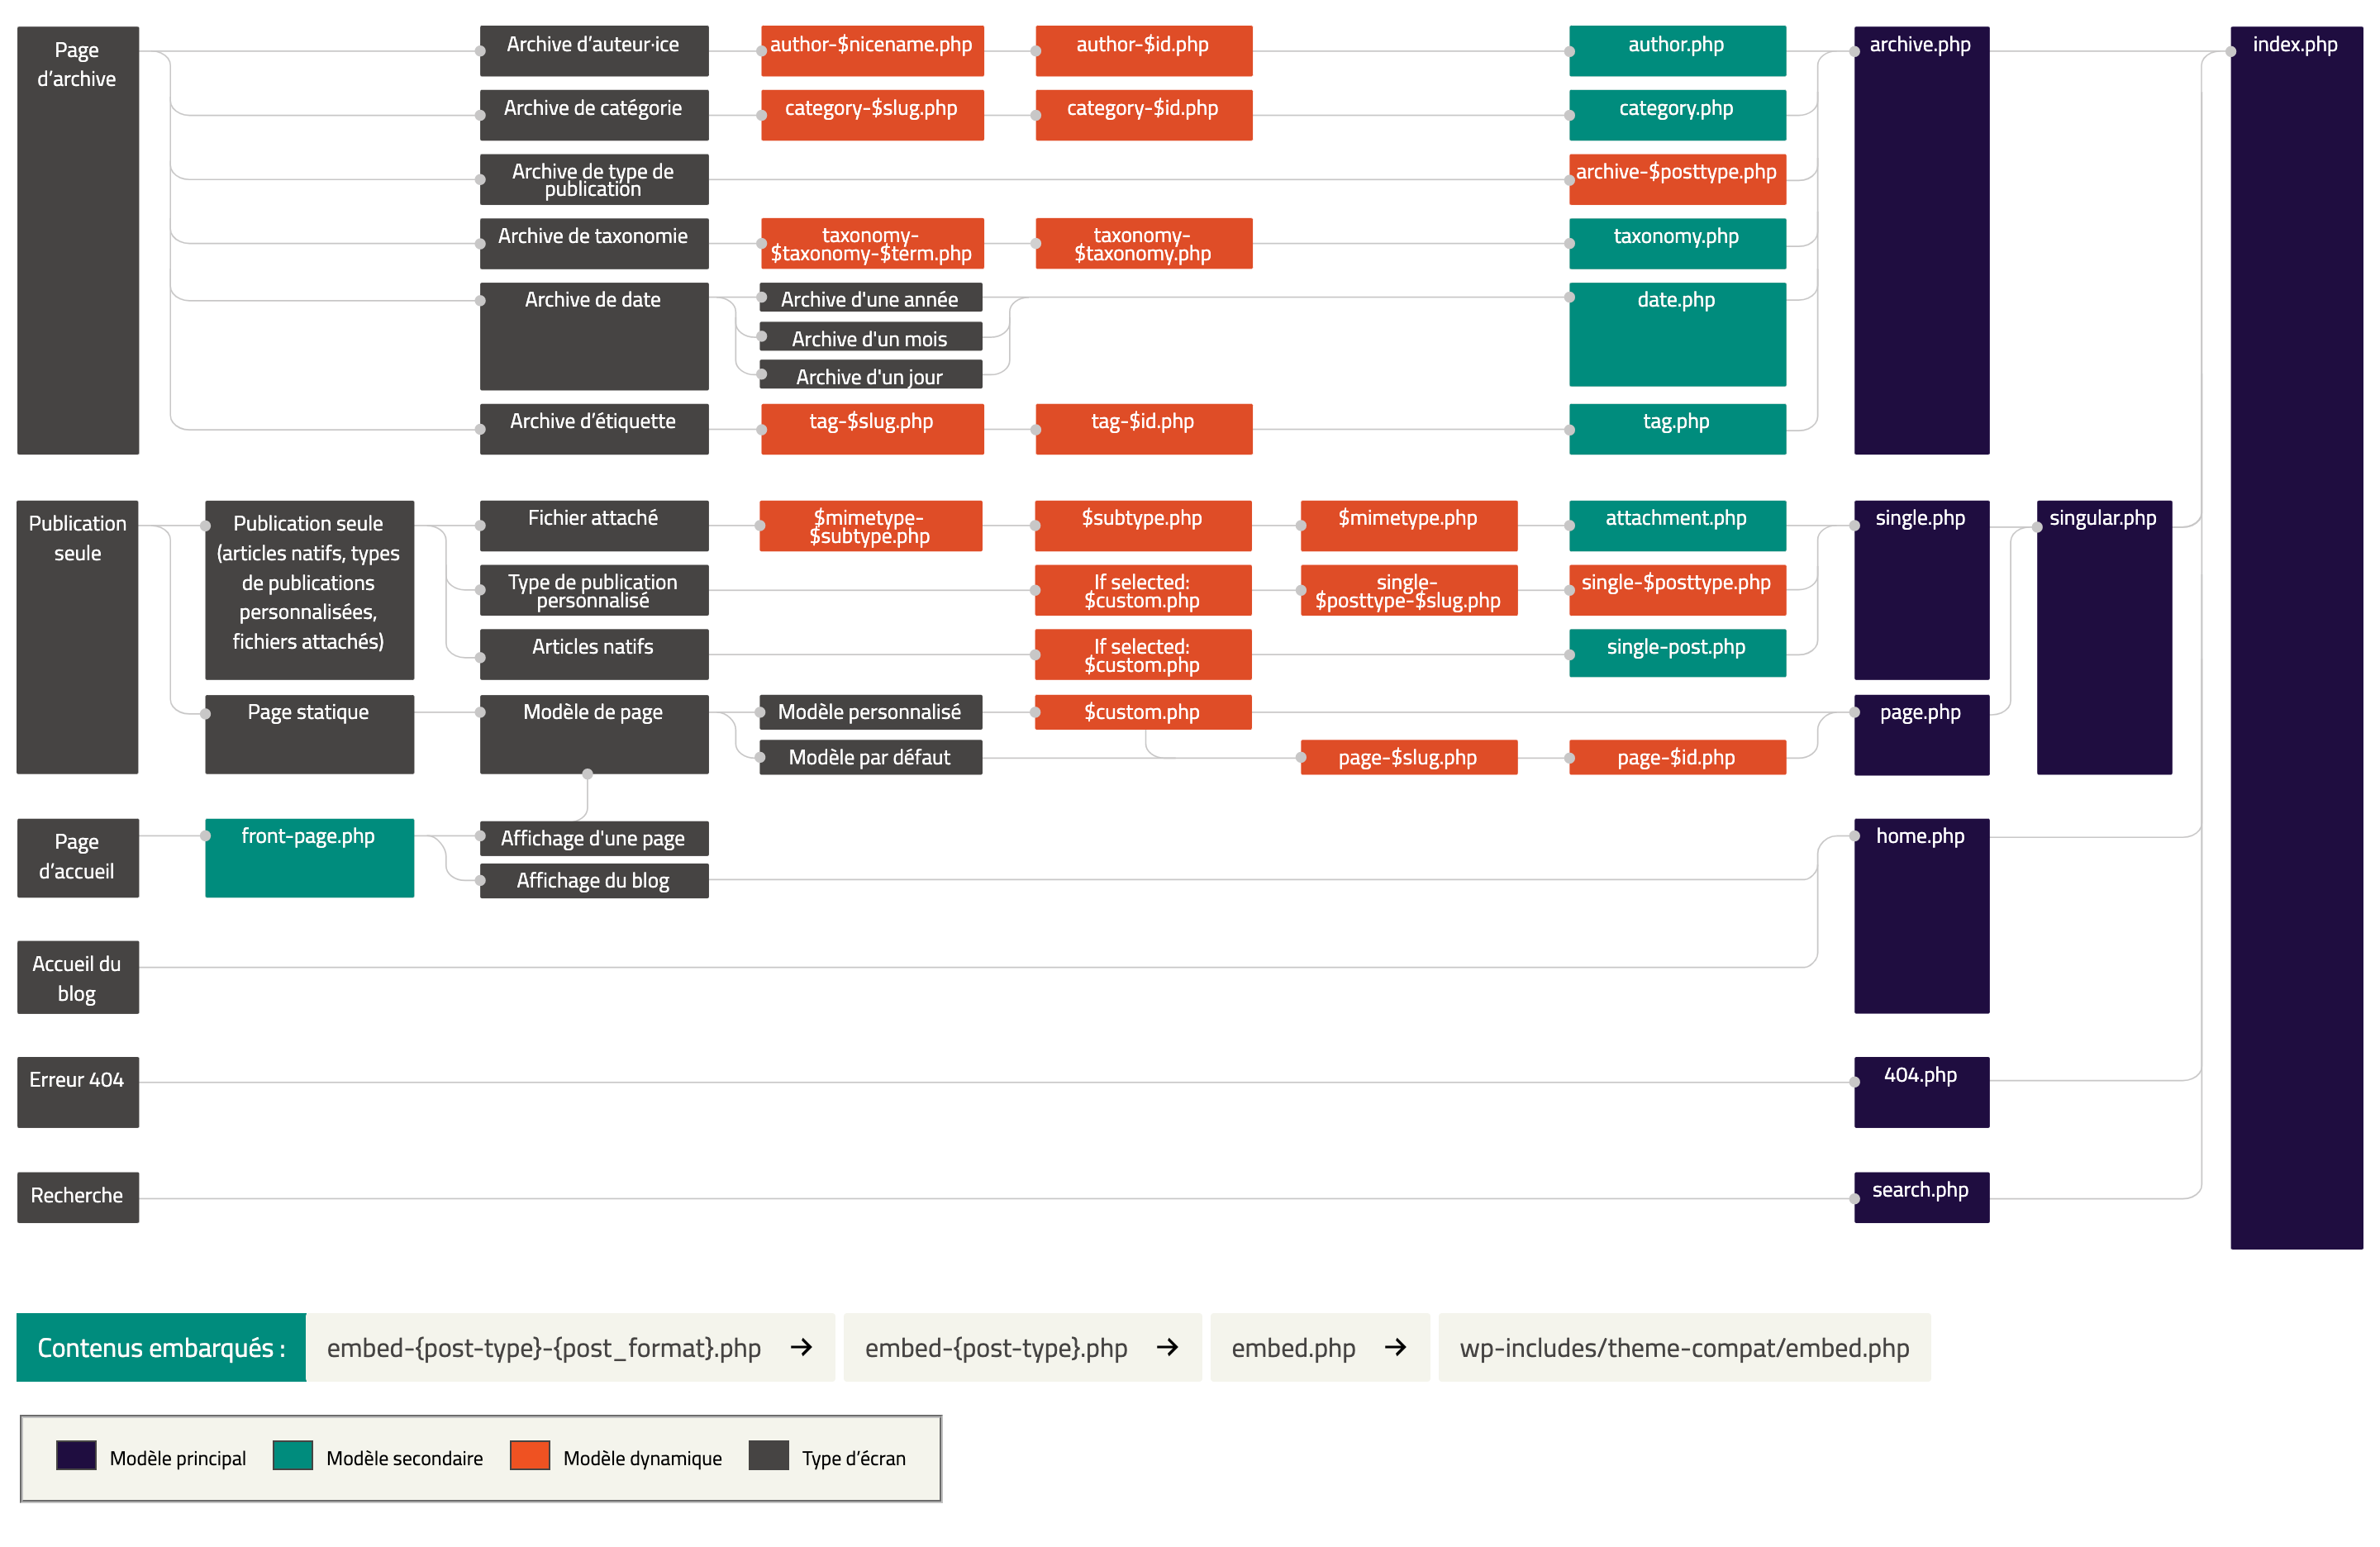 Page
d’archive
Archive d’auteur·ice
author-$nicename.php
author-$id.php
author.php
archive.php
index.php
Archive de catégorie
category-$slug.php
category-$id.php
category.php
Archive de type de
publication
archive-$posttype.php
Archive de taxonomie
taxonomy-
$taxonomy-$term.php
taxonomy-
$taxonomy.php
taxonomy.php
Archive de date
Archive d'une année
Archive d'un mois
Archive d'un jour
date.php
Archive d’étiquette
tag-$slug.php
tag-$id.php
tag.php
Publication
seule
Publication seule
(articles natifs, types
de publications
personnalisées,
fichiers attachés)
Fichier attaché
$mimetype-
$subtype.php
$subtype.php
$mimetype.php
attachment.php
single.php
singular.php
Type de publication
personnalisé
If selected:
$custom.php
single-
$posttype-$slug.php
single-$posttype.php
Articles natifs
If selected:
$custom.php
single-post.php
Page statique
Modèle de page
Modèle personnalisé
$custom.php
page.php
Modèle par défaut
page-$slug.php
page-$id.php
Page
d’accueil
front-page.php
Affichage d'une page
Affichage du blog
home.php
Accueil du
blog
Erreur 404
404.php
Recherche
search.php
Contenus embarqués :
embed-{post-type}-{post_format}.php →
embed-{post-type}.php →
embed.php →
wp-includes/theme-compat/embed.php
Modèle principal
Modèle secondaire
Modèle dynamique
Type d’écran